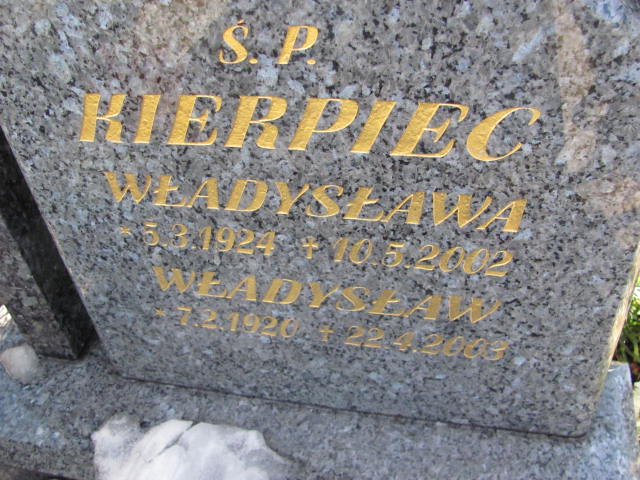 Ś. P.
KIERPIEC
WŁADYSŁAWA
* 5.3.1924 † 10.5.2002
WŁADYSŁAW
* 7.2.1920 † 22.4.2003